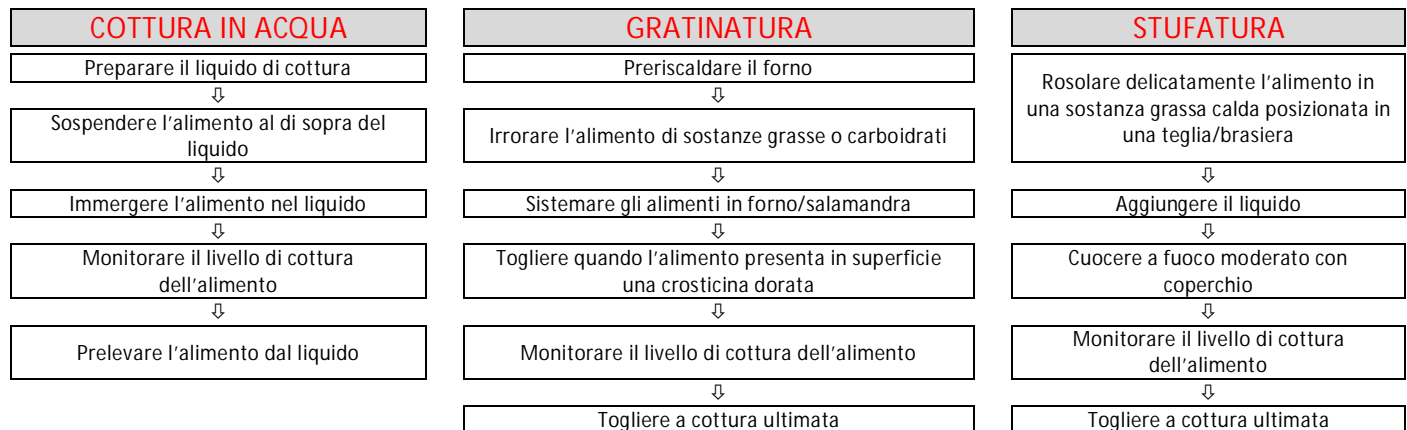 COTTURA IN ACQUA
Preparare il liquido di cottura
⇩
Sospendere l'alimento al di sopra del
liquido
⇩
Immergere l'alimento nel liquido
⇩
Monitorare il livello di cottura
dell'alimento
⇩
Prelevare l'alimento dal liquido
GRATINATURA
Preriscaldare il forno
⇩
Irrorare l'alimento di sostanze grasse o carboidrati
⇩
Sistemare gli alimenti in forno/salamandra
⇩
Togliere quando l'alimento presenta in superficie
una crosticina dorata
⇩
Monitorare il livello di cottura dell'alimento
⇩
Togliere a cottura ultimata
STUFATURA
Rosolare delicatamente l'alimento in
una sostanza grassa calda posizionata in
una teglia/brasiera
⇩
Aggiungere il liquido
⇩
Cuocere a fuoco moderato con
coperchio
⇩
Monitorare il livello di cottura
dell'alimento
⇩
Togliere a cottura ultimata